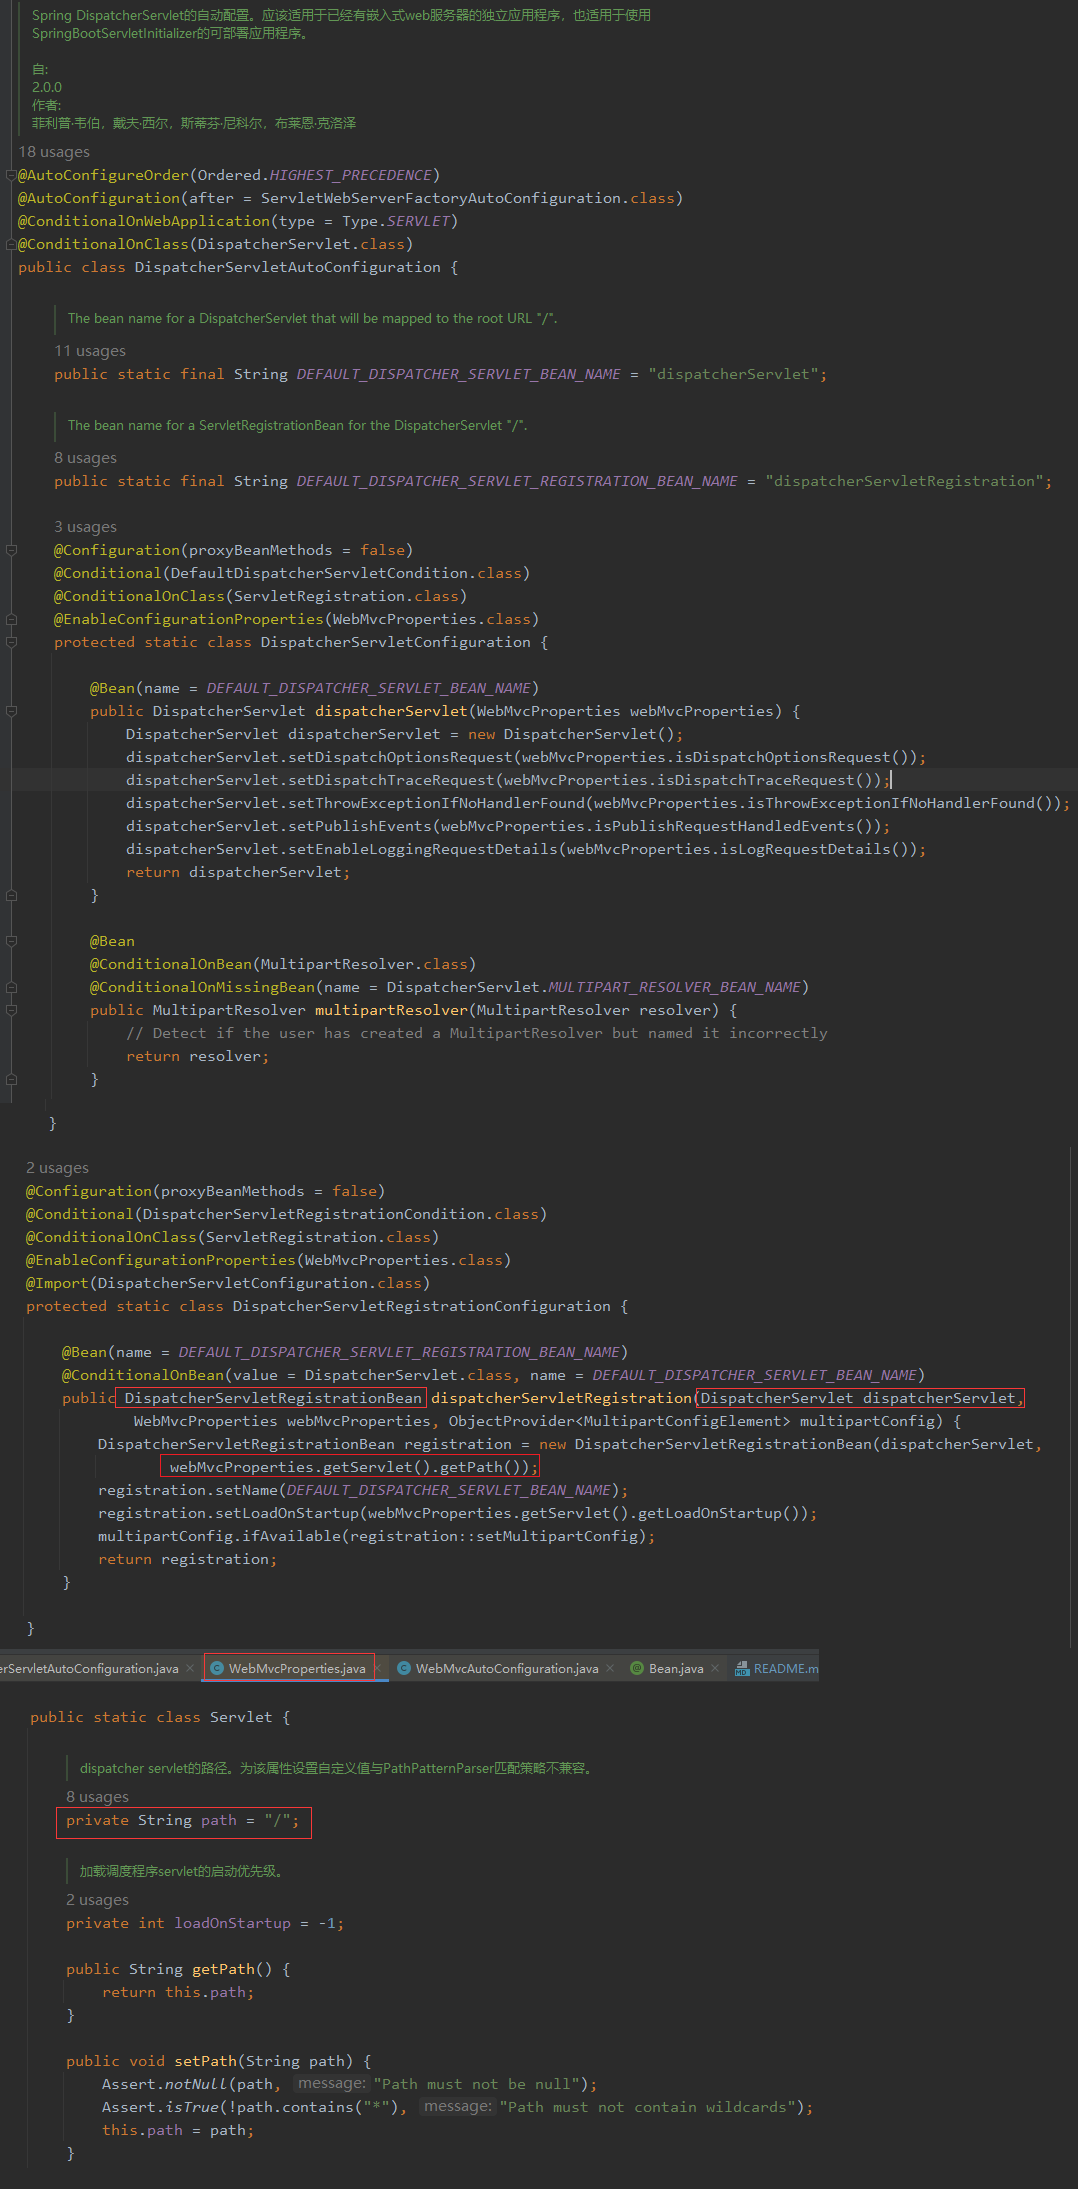 Spring DispatcherServlet的自动配置。应该适用于已经有嵌入式web服务器的独立应用程序，也适用于使用
SpringBootServletInitializer的可部署应用程序。
自:
2.0.0
作者:
菲利普·韦伯，戴夫·西尔，斯蒂芬·尼科尔，布莱恩·克洛泽
18 usages
@AutoConfigureOrder(Ordered.HIGHEST_PRECEDENCE)
@AutoConfiguration(after = ServletWebServerFactoryAutoConfiguration.class)
@ConditionalOnWebApplication(type = Type.SERVLET)
@ConditionalOnClass(DispatcherServlet.class)
public class DispatcherServletAutoConfiguration {
The bean name for a DispatcherServlet that will be mapped to the root URL "/".
11 usages
public static final String DEFAULT_DISPATCHER_SERVLET_BEAN_NAME = "dispatcherServlet";
The bean name for a ServletRegistrationBean for the DispatcherServlet "/".
8 usages
public static final String DEFAULT_DISPATCHER_SERVLET_REGISTRATION_BEAN_NAME = "dispatcherServletRegistration";
3 usages
@Configuration(proxyBeanMethods = false)
@Conditional(DefaultDispatcherServletCondition.class)
@ConditionalOnClass(ServletRegistration.class)
@EnableConfigurationProperties(WebMvcProperties.class)
protected static class DispatcherServletConfiguration {
@Bean(name = DEFAULT_DISPATCHER_SERVLET_BEAN_NAME)
public DispatcherServlet dispatcherServlet(WebMvcProperties webMvcProperties) {
DispatcherServlet dispatcherServlet = new DispatcherServlet();
dispatcherServlet.setDispatchOptionsRequest(webMvcProperties.isDispatchOptionsRequest());
dispatcherServlet.setDispatchTraceRequest(webMvcProperties.isDispatchTraceRequest());
dispatcherServlet.setThrowExceptionIfNoHandlerFound(webMvcProperties.isThrowExceptionIfNoHandlerFound());
dispatcherServlet.setPublishEvents(webMvcProperties.isPublishRequestHandledEvents());
dispatcherServlet.setEnableLoggingRequestDetails(webMvcProperties.isLogRequestDetails());
return dispatcherServlet;
}
@Bean
@ConditionalOnBean(MultipartResolver.class)
@ConditionalOnMissingBean(name = DispatcherServlet.MULTIPART_RESOLVER_BEAN_NAME)
public MultipartResolver multipartResolver(MultipartResolver resolver) {
// Detect if the user has created a MultipartResolver but named it incorrectly
return resolver;
}
}
2 usages
@Configuration(proxyBeanMethods = false)
@Conditional(DispatcherServletRegistrationCondition.class)
@ConditionalOnClass(ServletRegistration.class)
@EnableConfigurationProperties(WebMvcProperties.class)
@Import(DispatcherServletConfiguration.class)
protected static class DispatcherServletRegistrationConfiguration {
@Bean(name = DEFAULT_DISPATCHER_SERVLET_REGISTRATION_BEAN_NAME)
@ConditionalOnBean(value = DispatcherServlet.class, name = DEFAULT_DISPATCHER_SERVLET_BEAN_NAME)
public DispatcherServletRegistrationBean dispatcherServletRegistration(DispatcherServlet dispatcherServlet,
WebMvcProperties webMvcProperties, ObjectProvider<MultipartConfigElement> multipartConfig) {
DispatcherServletRegistrationBean registration = new DispatcherServletRegistrationBean(dispatcherServlet,
webMvcProperties.getServlet().getPath());
registration.setName(DEFAULT_DISPATCHER_SERVLET_BEAN_NAME);
registration.setLoadOnStartup(webMvcProperties.getServlet().getLoadOnStartup());
multipartConfig.ifAvailable(registration::setMultipartConfig);
return registration;
}
}
erServletAutoConfiguration.java WebMvcProperties.java WebMvcAutoConfiguration.java Bean.java README.m
public static class Servlet {
dispatcher servlet的路径。为该属性设置自定义值与PathPatternParser匹配策略不兼容。
8 usages
private String path = "/";
加载调度程序servlet的启动优先级。
2 usages
private int loadOnStartup = -1;
public String getPath() {
return this.path;
}
public void setPath(String path) {
Assert.notNull(path, message: "Path must not be null");
Assert.isTrue(!path.contains("*"), message: "Path must not contain wildcards");
this.path = path;
}